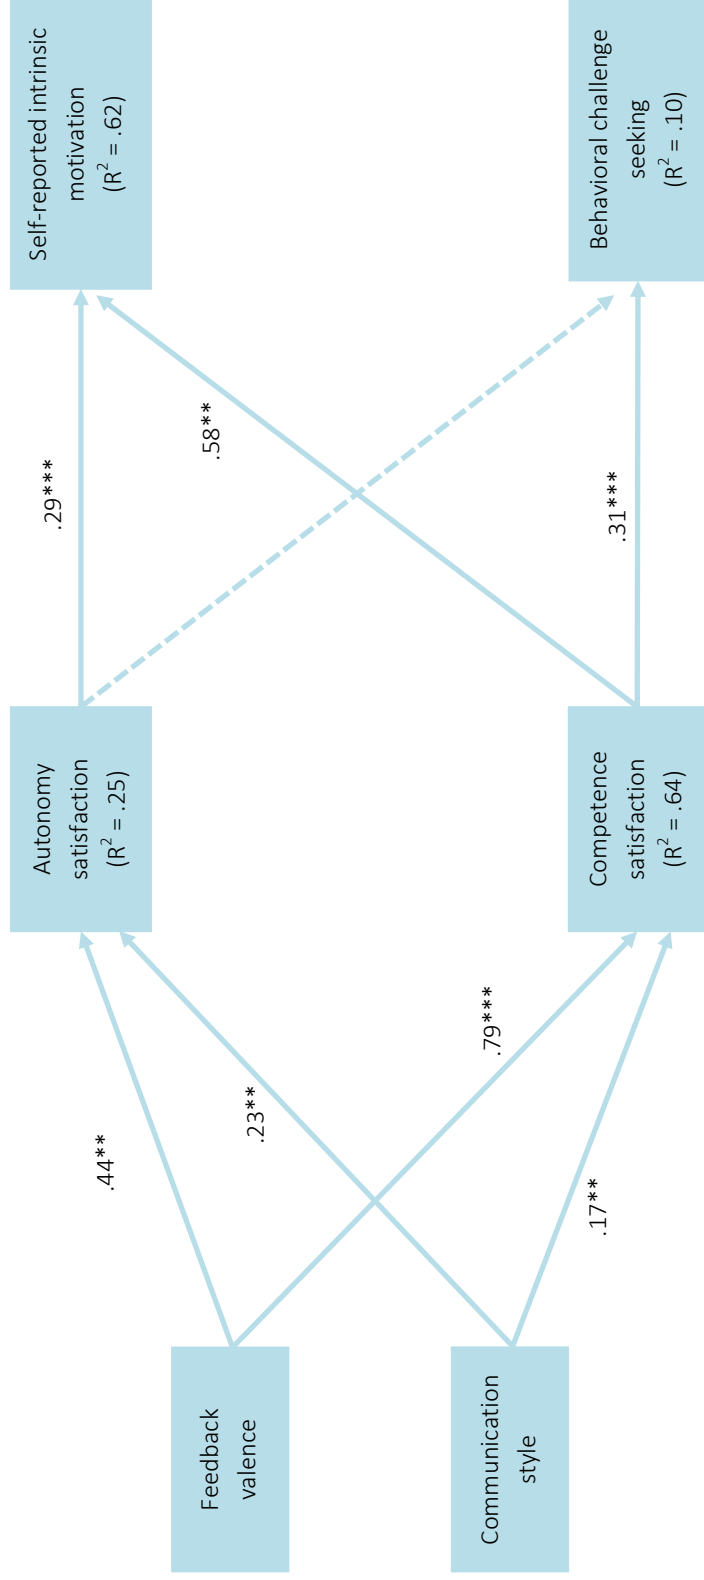 Feedback
valence
Communication
style
.44**
.23**
.79***
.17**
Autonomy
satisfaction
(R² = .25)
Competence
satisfaction
(R² = .64)
.29***
.58**
.31***
Self-reported intrinsic
motivation
(R² = .62)
Behavioral challenge
seeking
(R² = .10)